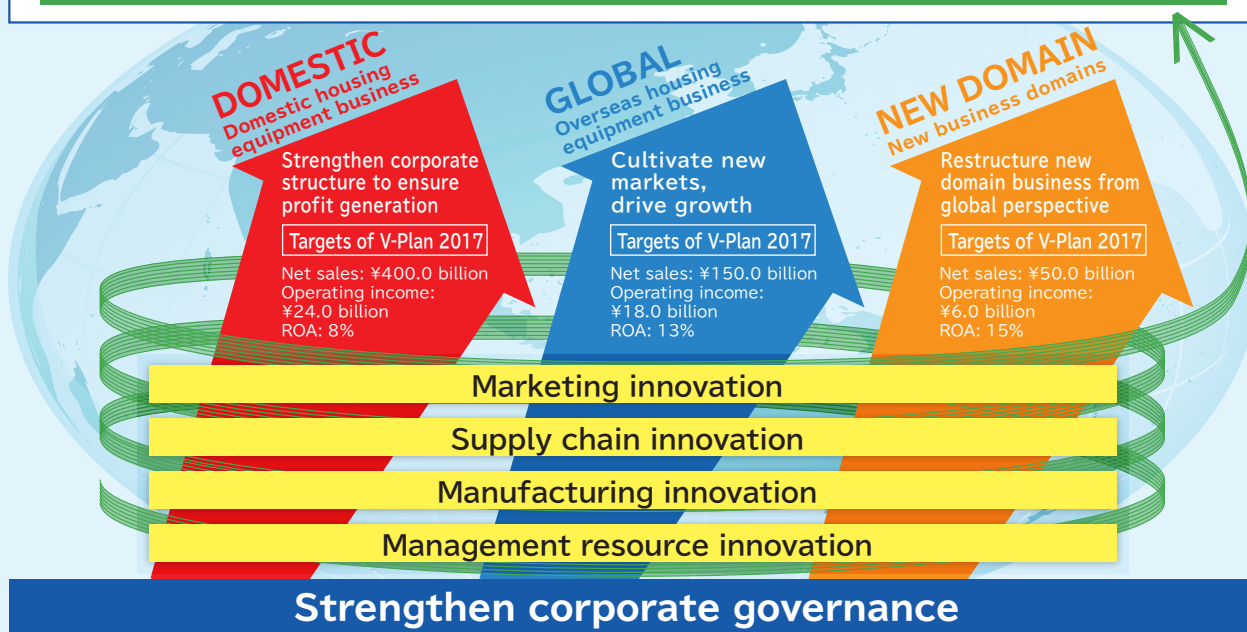 DOMESTIC
Domestic housing
equipment business
Strengthen corporate
structure to ensure
profit generation
Targets of V-Plan 2017
Net sales: ¥400.0 billion
Operating income:
¥24.0 billion
ROA: 8%
GLOBAL
Overseas housing
equipment business
Cultivate new
markets,
drive growth
Targets of V-Plan 2017
Net sales: ¥150.0 billion
Operating income:
¥18.0 billion
ROA: 13%
NEW DOMAIN
New business domains
Restructure new
domain business from
global perspective
Targets of V-Plan 2017
Net sales: ¥50.0 billion
Operating income:
¥6.0 billion
ROA: 15%
Marketing innovation
Supply chain innovation
Manufacturing innovation
Management resource innovation
Strengthen corporate governance